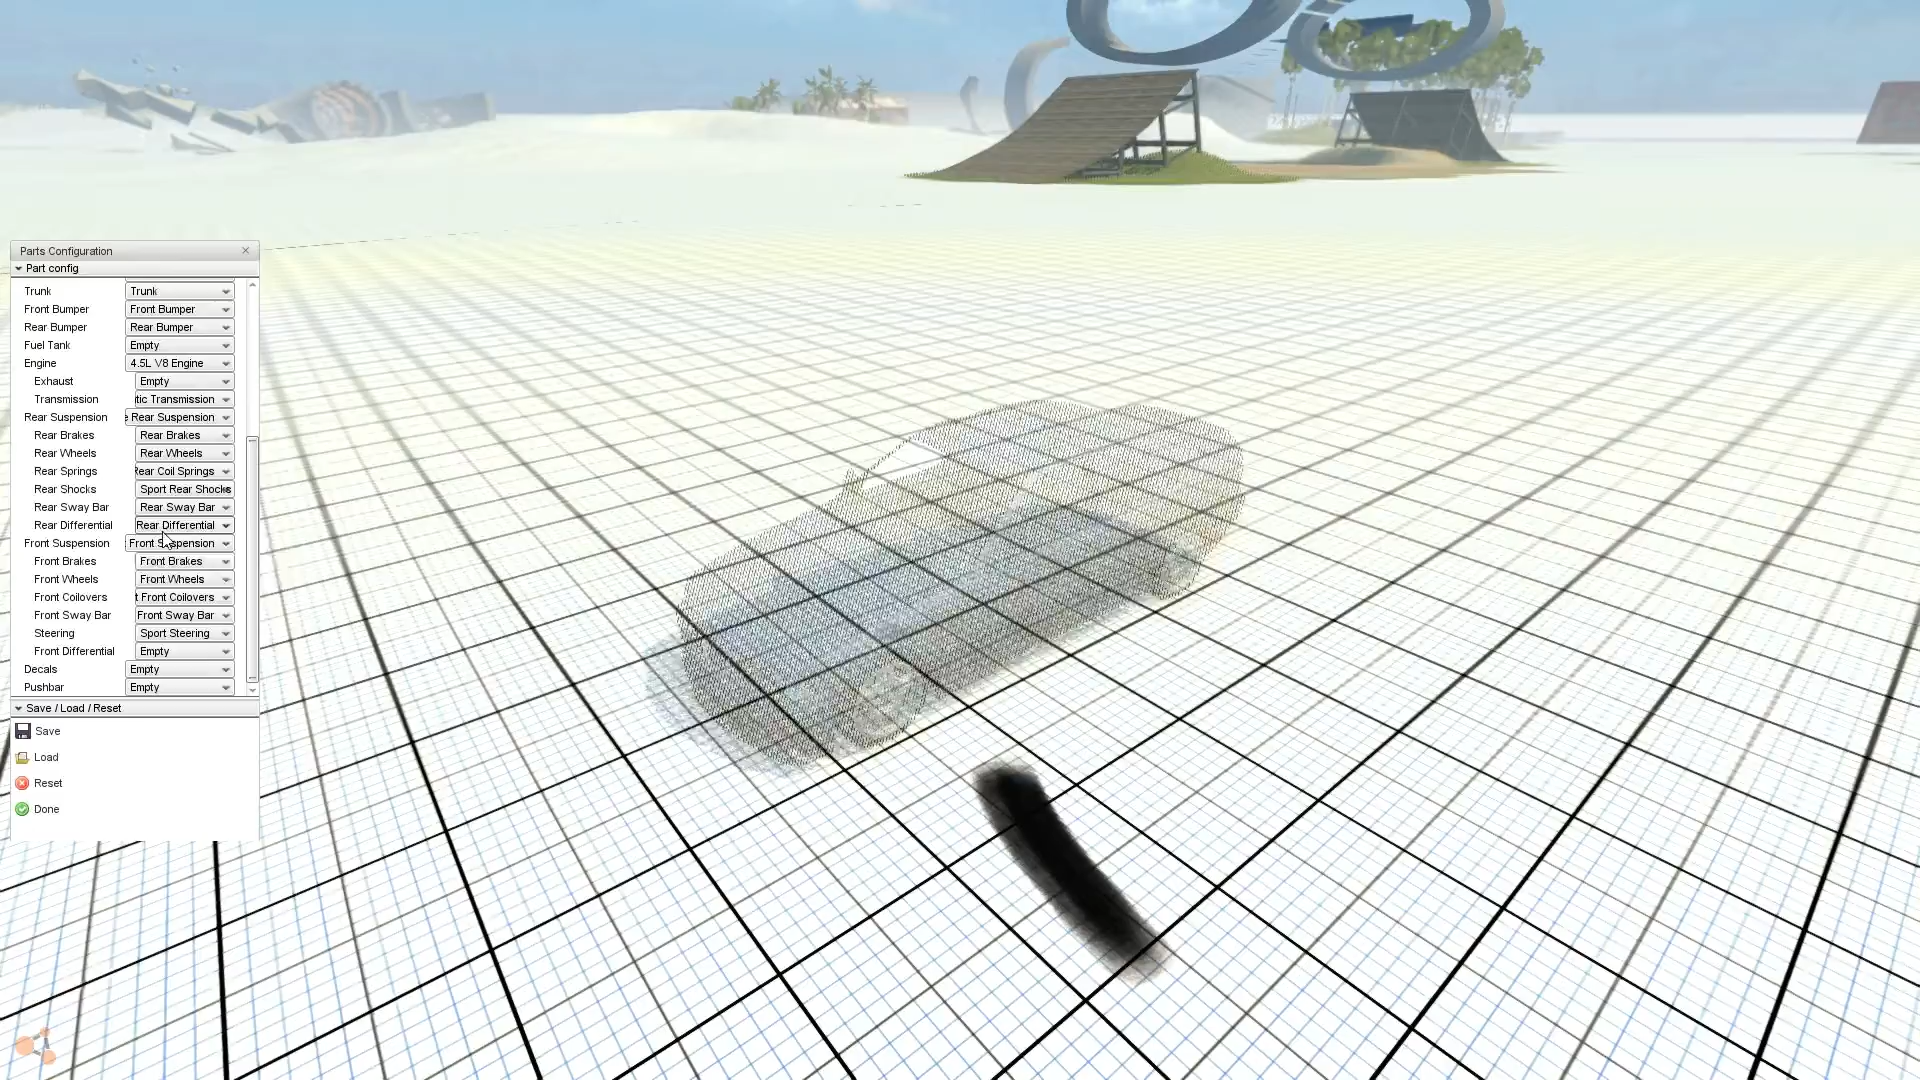 Parts Configuration
Part config
Trunk Trunk
Front Bumper Front Bumper
Rear Bumper Rear Bumper
Fuel Tank Empty
Engine 4.5L V8 Engine
Exhaust Empty
Transmission tic Transmission
Rear Suspension e Rear Suspension
Rear Brakes Rear Brakes
Rear Wheels Rear Wheels
Rear Springs Rear Coil Springs
Rear Shocks Sport Rear Shocks
Rear Sway Bar Rear Sway Bar
Rear Differential Rear Differential
Front Suspension Front Suspension
Front Brakes Front Brakes
Front Wheels Front Wheels
Front Coilovers t Front Coilovers
Front Sway Bar Front Sway Bar
Steering Sport Steering
Front Differential Empty
Decals Empty
Pushbar Empty
Save / Load / Reset
Save
Load
Reset
Done